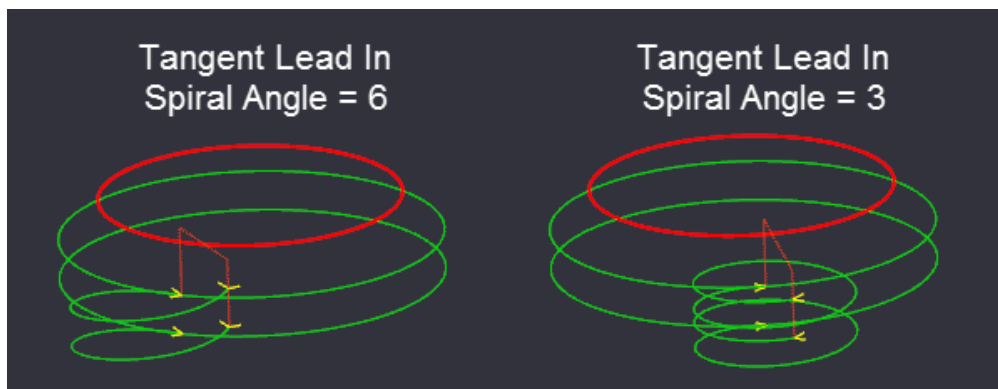 Tangent Lead In
Spiral Angle = 6
Tangent Lead In
Spiral Angle = 3